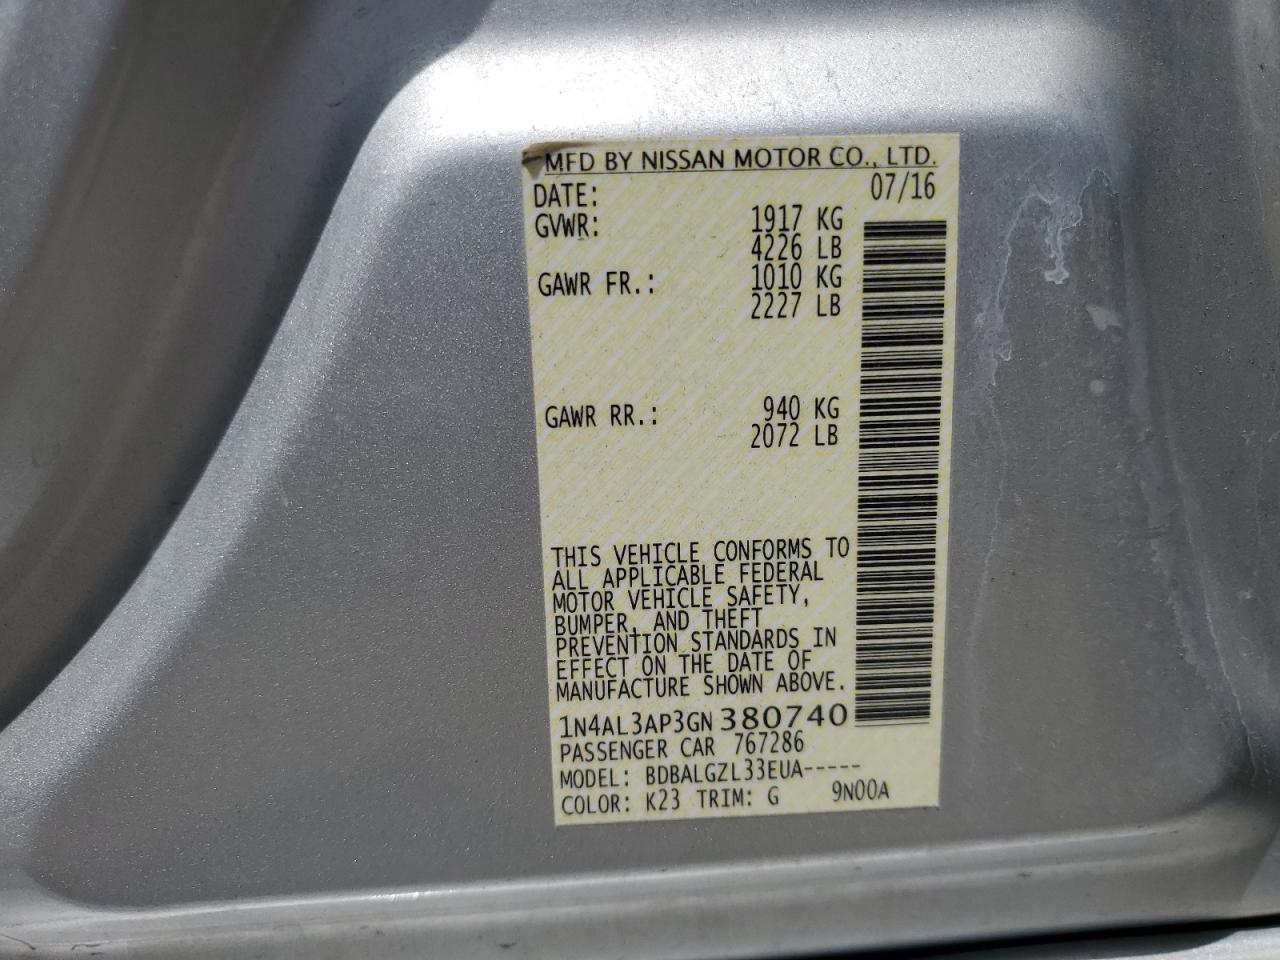 MFD BY NISSAN MOTOR CO., LTD.
DATE: 07/16
GVWR: 1917 KG
4226 LB
GAWR FR.: 1010 KG
2227 LB
GAWR RR.: 940 KG
2072 LB
THIS VEHICLE CONFORMS TO
ALL APPLICABLE FEDERAL
MOTOR VEHICLE SAFETY,
BUMPER, AND THEFT
PREVENTION STANDARDS IN
EFFECT ON THE DATE OF
MANUFACTURE SHOWN ABOVE.
1N4AL3AP3GN380740
PASSENGER CAR 767286
MODEL: BDBALGZL33EUA-----
COLOR: K23 TRIM: G 9N00A